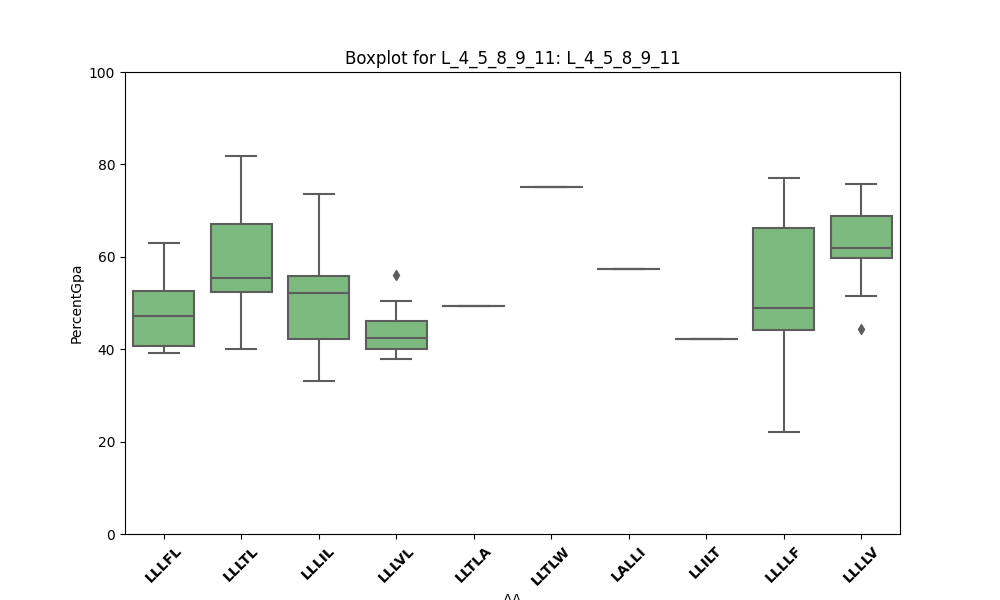 Boxplot for L_4_5_8_9_11: L_4_5_8_9_11
PercentGpa
100
80
60
40
20
0
LLLFL LLLTL LLLIL LLLVL LLTLA LLTLW LALLI LLILT LLLLF LLLLV
AA